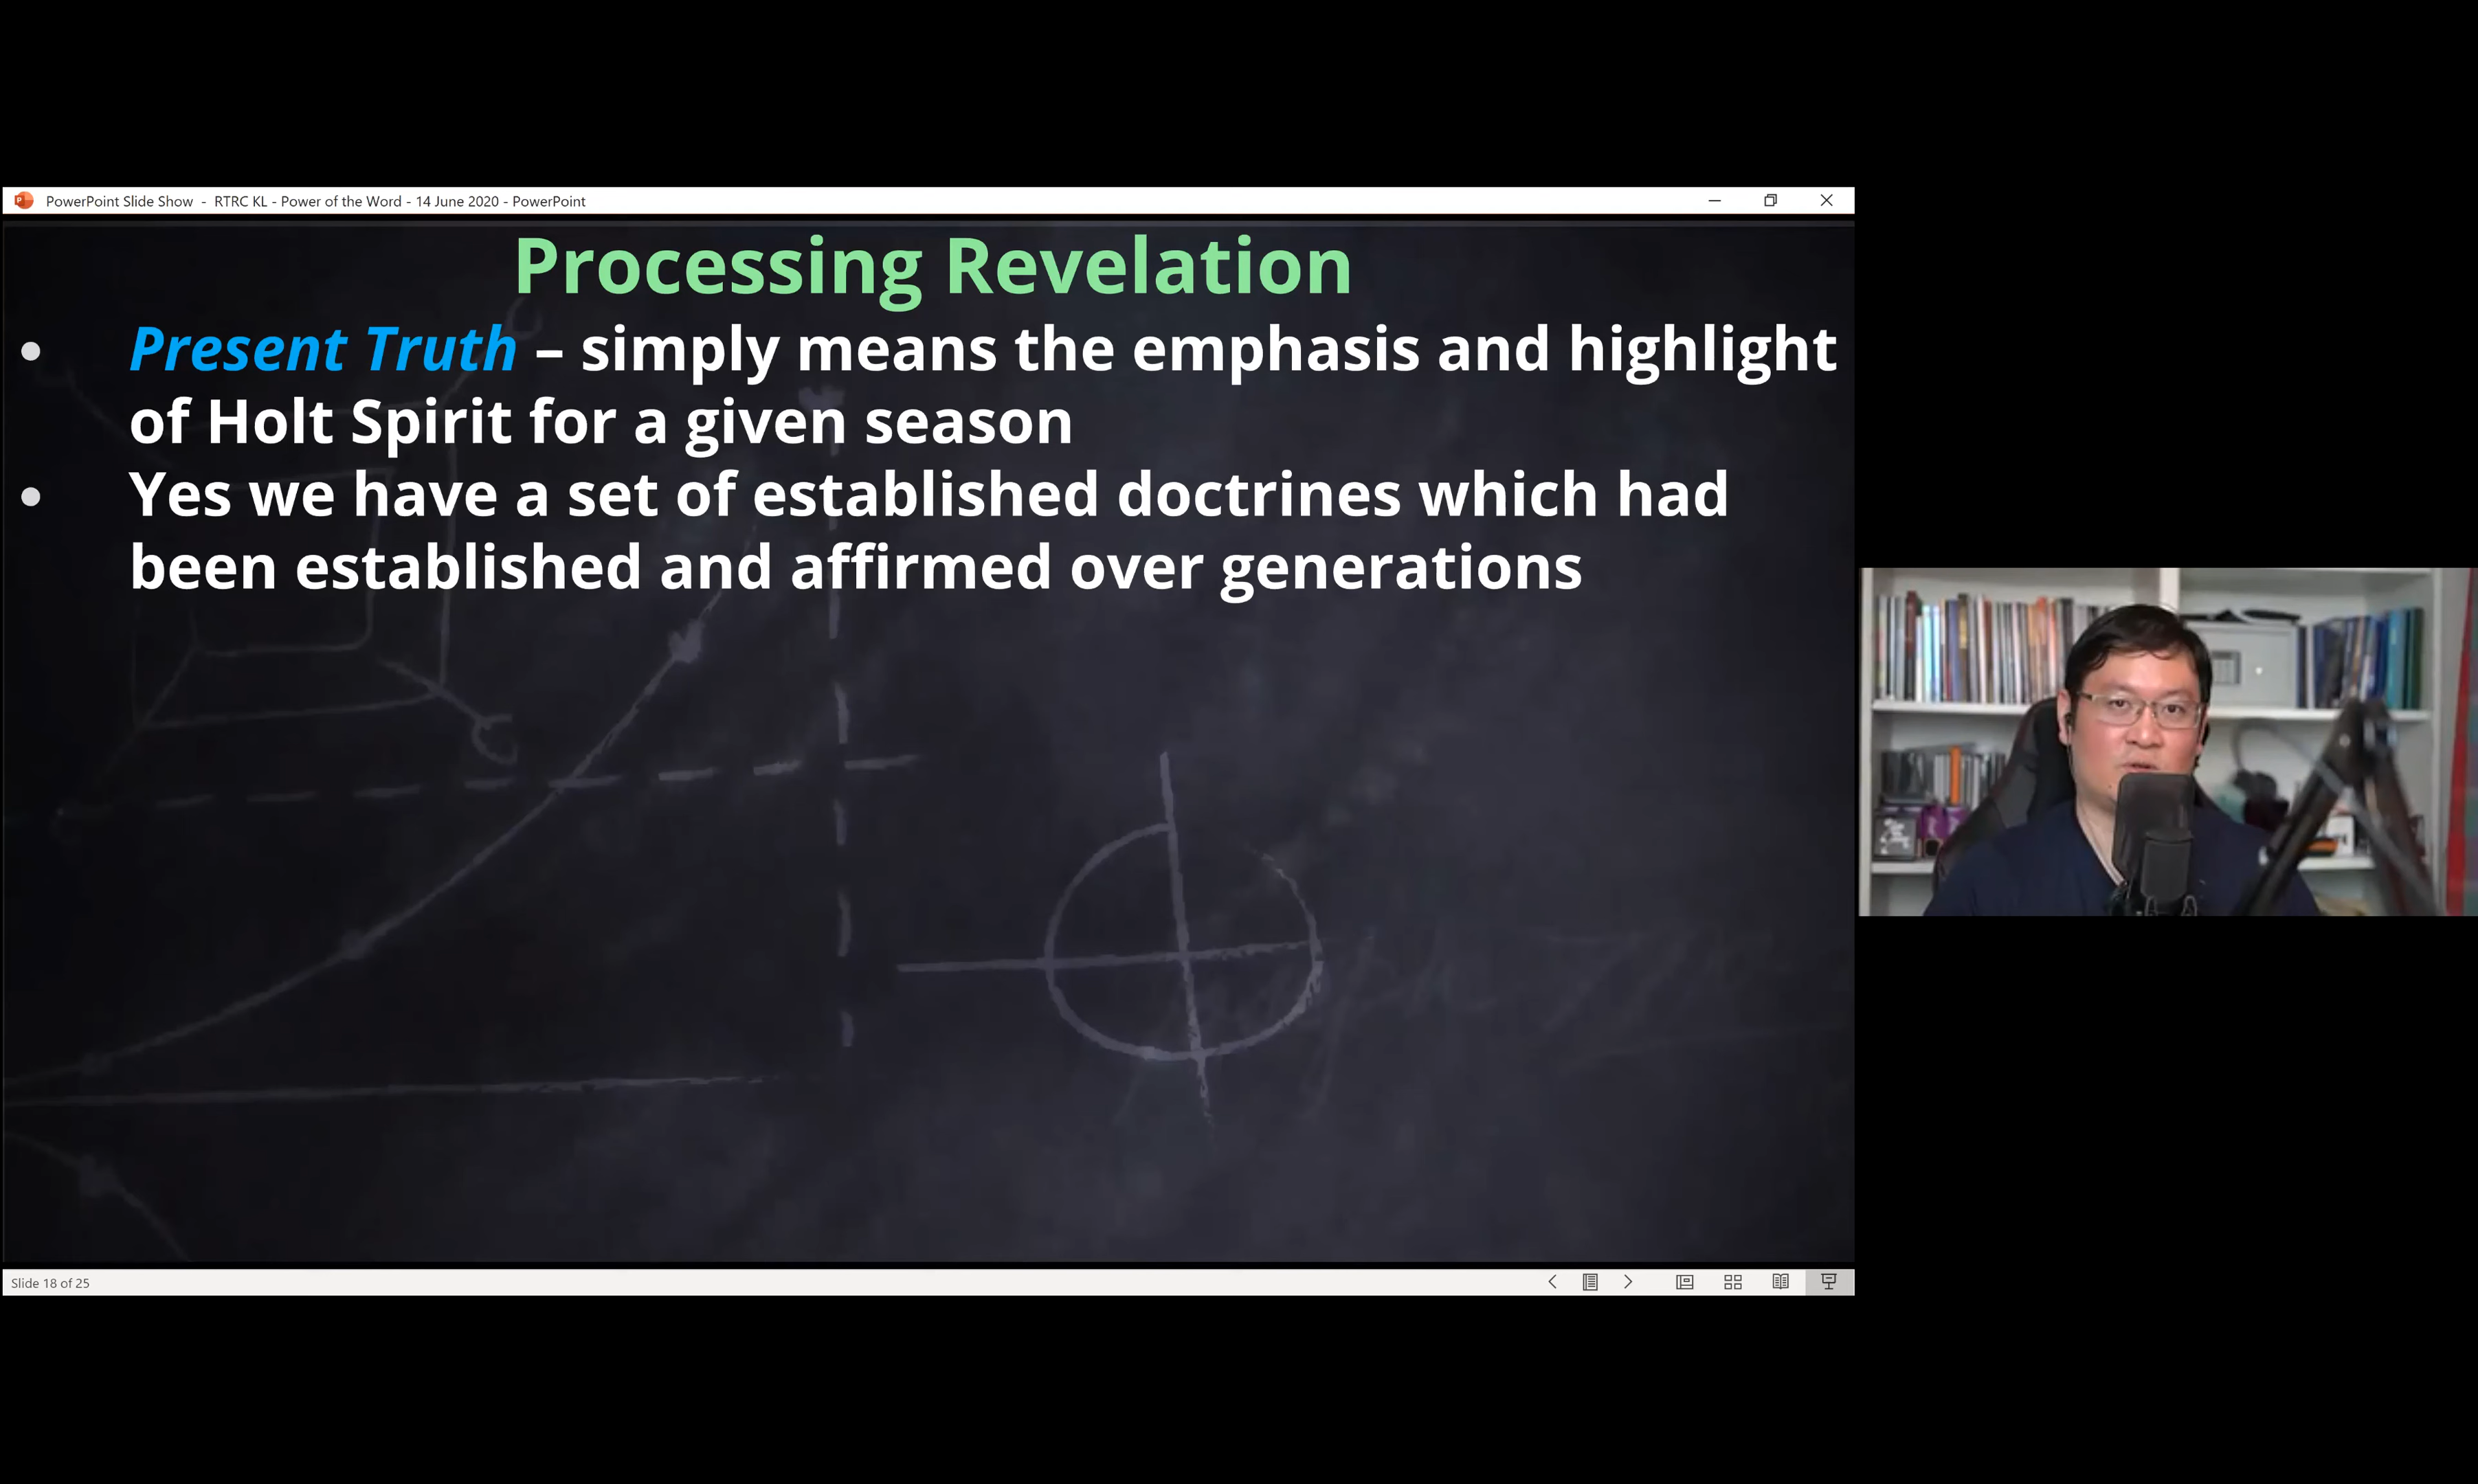 PowerPoint Slide Show - RTRC KL - Power of the Word - 14 June 2020 - PowerPoint
Processing Revelation
• Present Truth – simply means the emphasis and highlight
of Holt Spirit for a given season
• Yes we have a set of established doctrines which had
been established and affirmed over generations
Slide 18 of 25